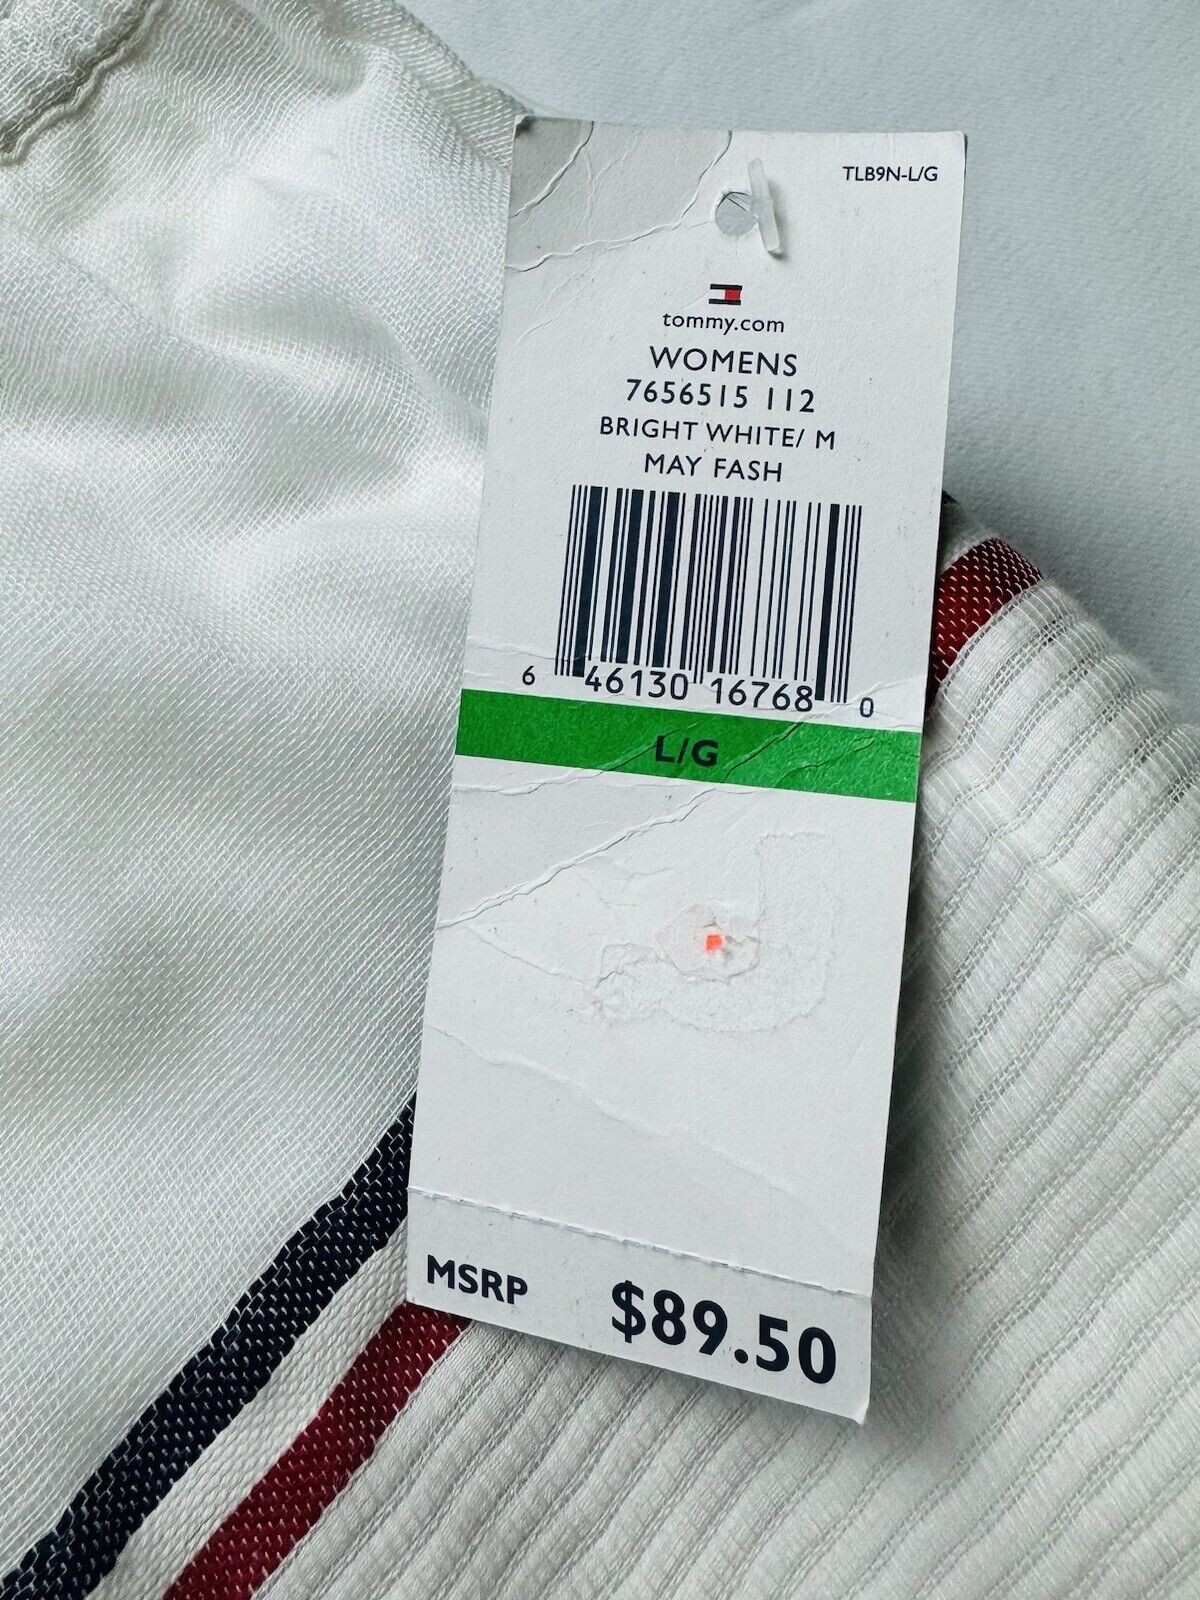 TLB9N-L/G
tommy.com
WOMENS
7656515 112
BRIGHT WHITE/ M
MAY FASH
6 46130 16768 0
L/G
MSRP $89.50